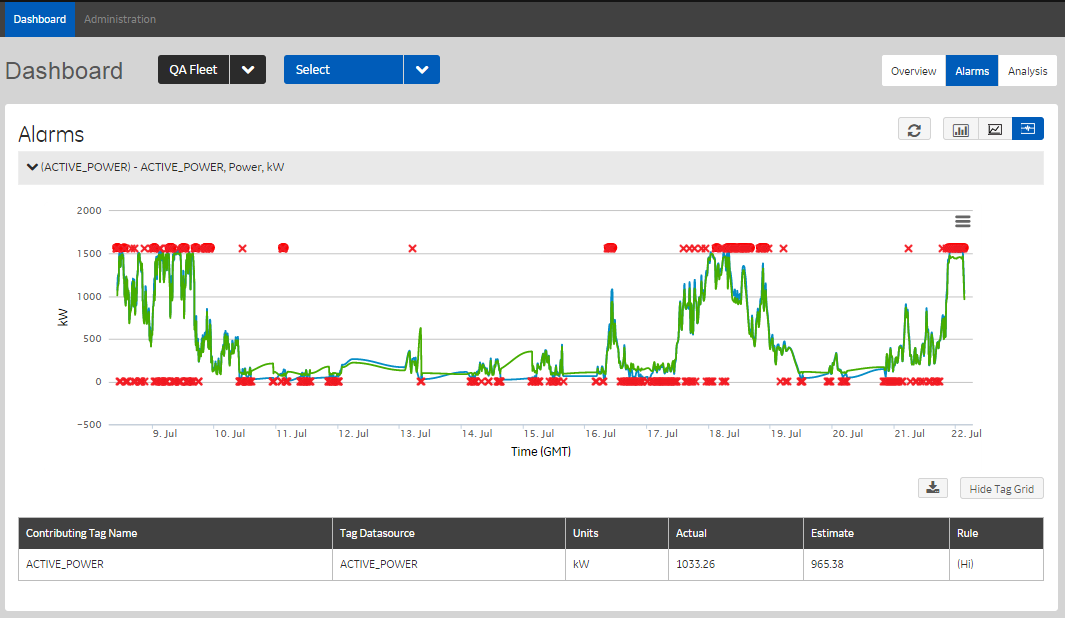 Dashboard Administration
Dashboard QA Fleet Select Overview Alarms Analysis
Alarms
(ACTIVE_POWER) - ACTIVE_POWER, Power, kW
2000
1500
1000
500
0
-500
kW
9. Jul 10. Jul 11. Jul 12. Jul 13. Jul 14. Jul 15. Jul 16. Jul 17. Jul 18. Jul 19. Jul 20. Jul 21. Jul 22. Jul
Time (GMT)
Hide Tag Grid
Contributing Tag Name Tag Datasource Units Actual Estimate Rule
ACTIVE_POWER ACTIVE_POWER kW 1033.26 965.38 (Hi)